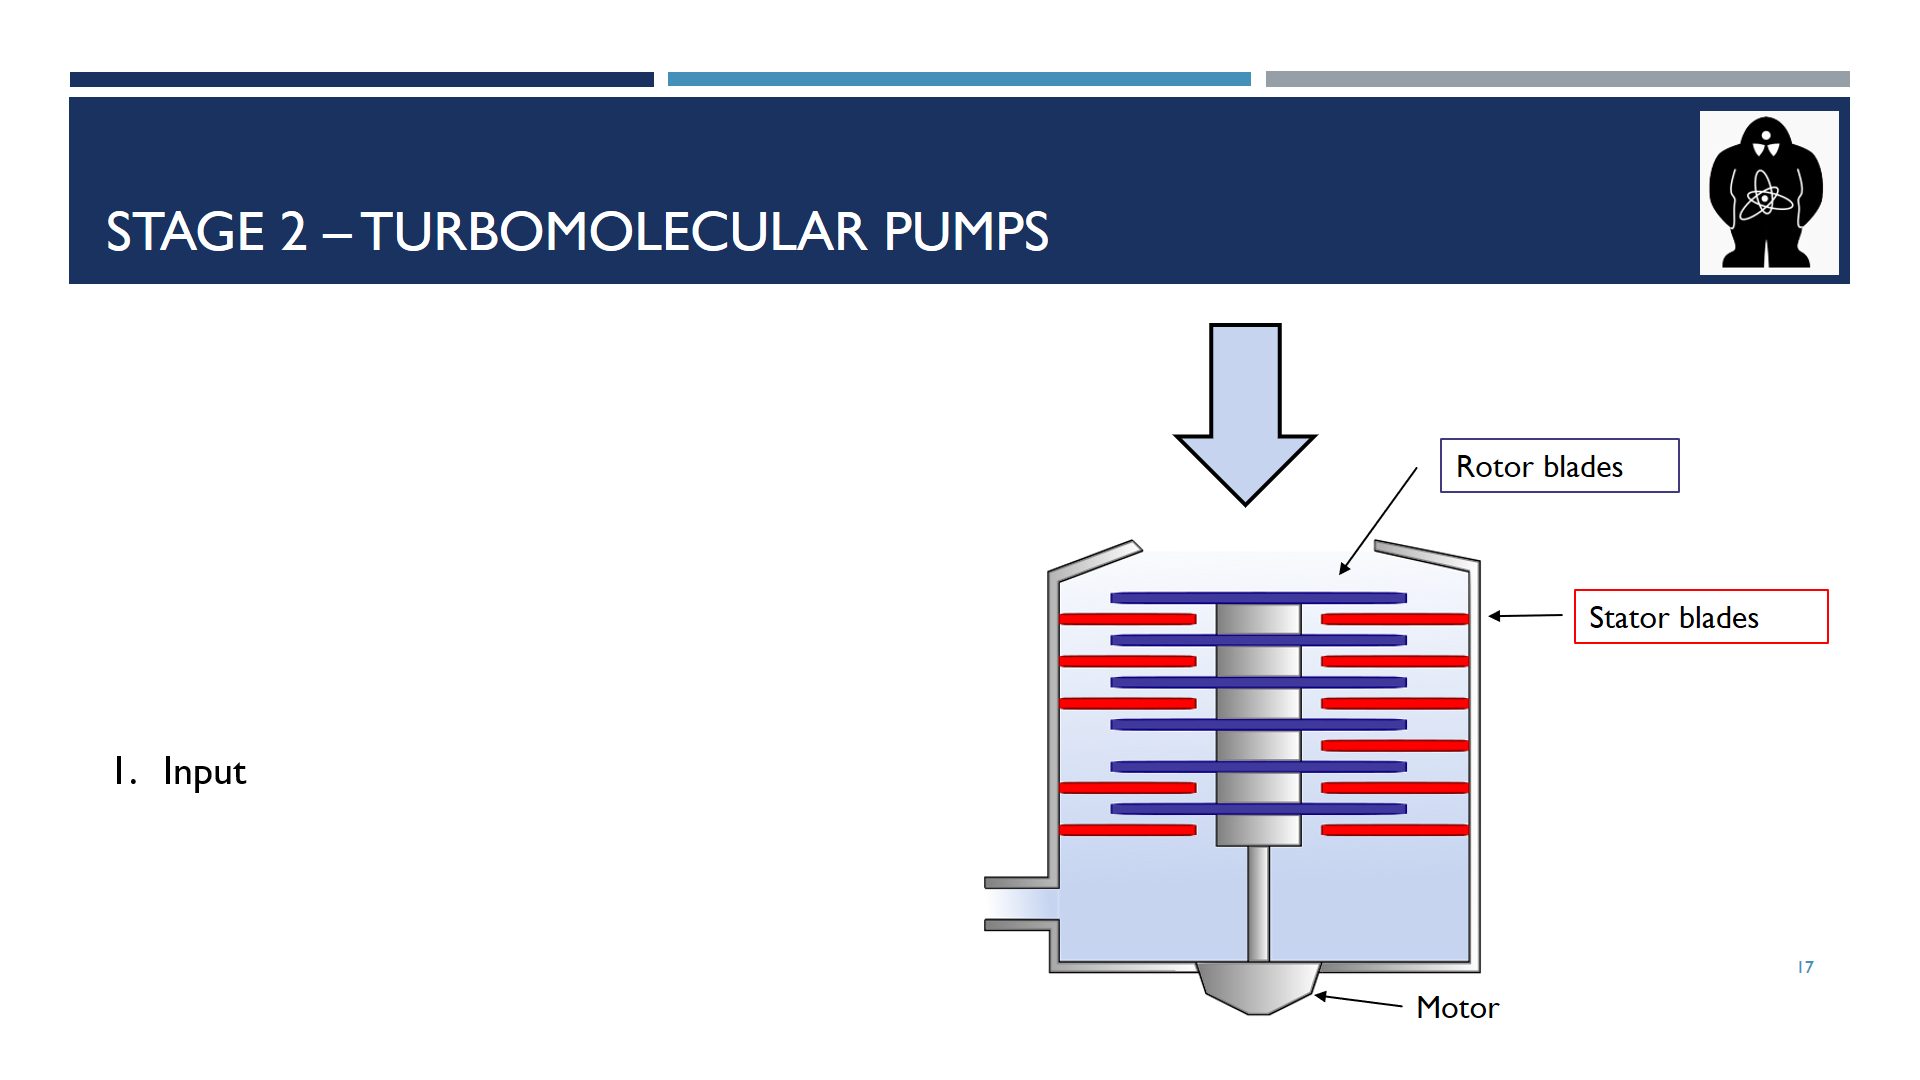 STAGE 2 – TURBOMOLECULAR PUMPS
Rotor blades
Stator blades
1. Input
17
Motor